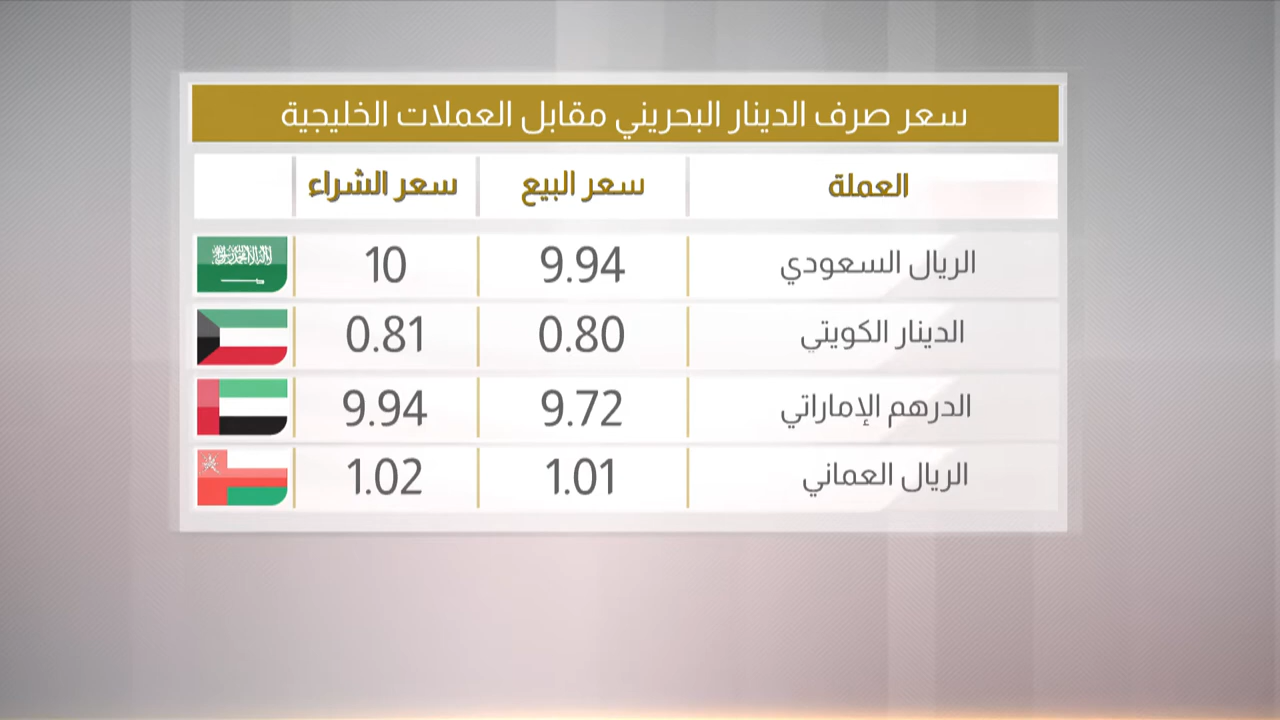 سعر صرف الدينار البحريني مقابل العملات الخليجية
العملة سعر البيع سعر الشراء
الريال السعودي 9.94 10
الدينار الكويتي 0.80 0.81
الدرهم الإماراتي 9.72 9.94
الريال العماني 1.01 1.02